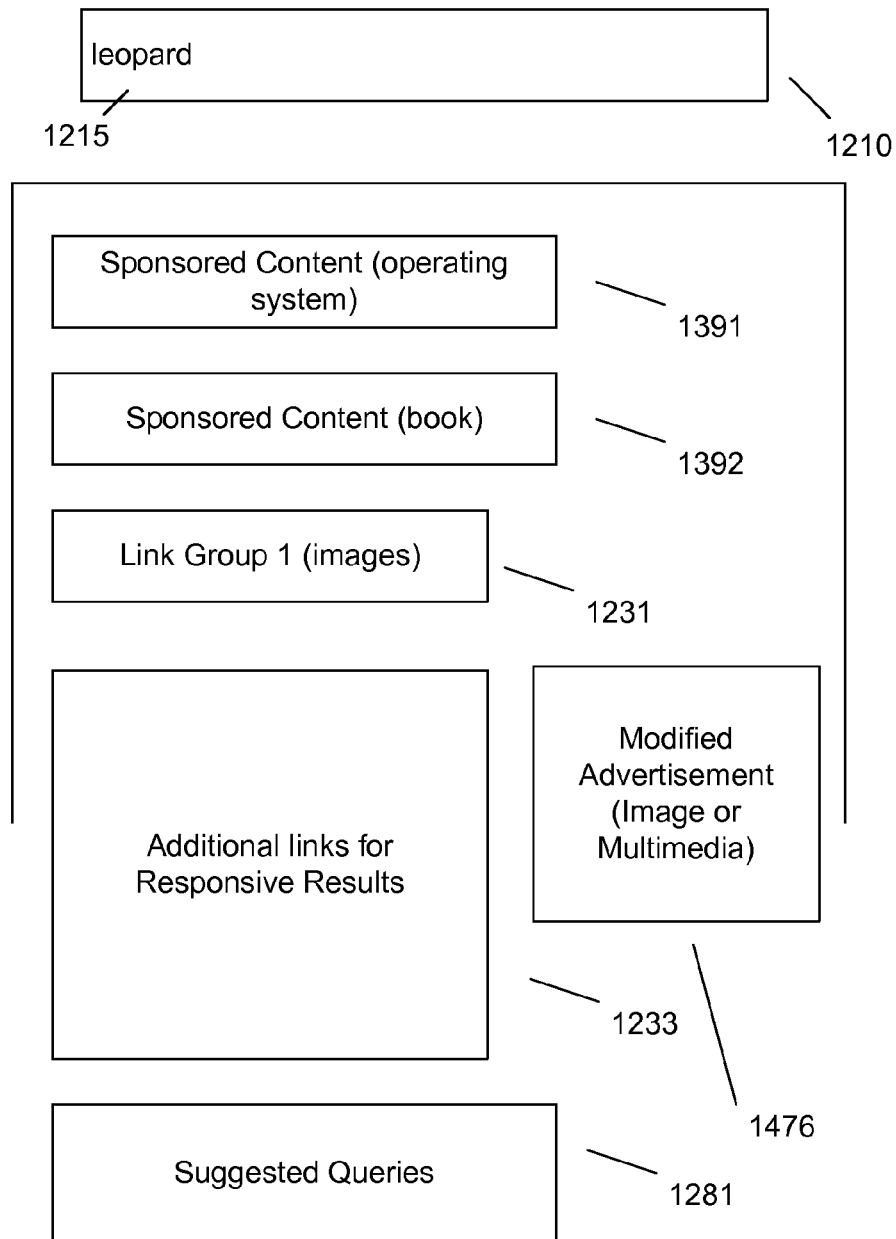 leopard
1215
1210
Sponsored Content (operating
system)
1391
Sponsored Content (book)
1392
Link Group 1 (images)
1231
Modified
Advertisement
(Image or
Multimedia)
Additional links for
Responsive Results
1233
1476
Suggested Queries
1281